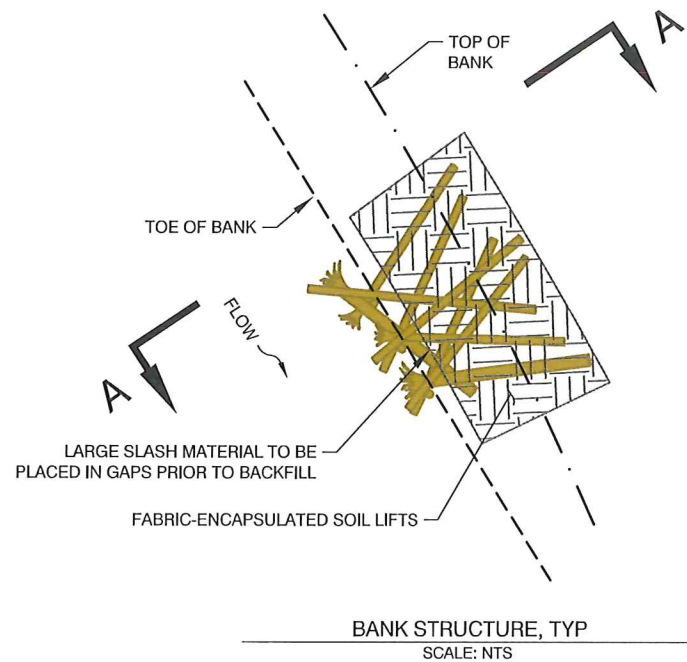 A
TOP OF
BANK
TOE OF BANK
FLOW
A
LARGE SLASH MATERIAL TO BE
PLACED IN GAPS PRIOR TO BACKFILL
FABRIC-ENCAPSULATED SOIL LIFTS
BANK STRUCTURE, TYP
SCALE: NTS